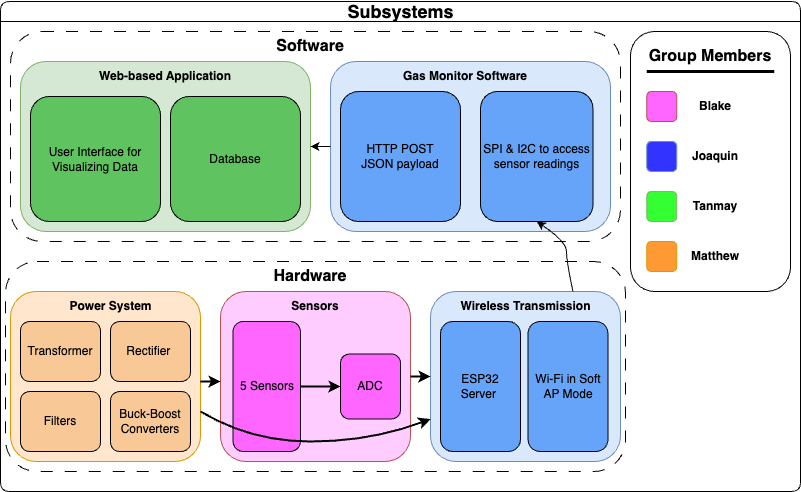 Subsystems
Software
Web-based Application
User Interface for
Visualizing Data
Database
Gas Monitor Software
HTTP POST
JSON payload
SPI & I2C to access
sensor readings
Group Members
Blake
Joaquin
Tanmay
Matthew
Hardware
Power System
Transformer
Rectifier
Filters
Buck-Boost
Converters
Sensors
5 Sensors
ADC
Wireless Transmission
ESP32
Server
Wi-Fi in Soft
AP Mode